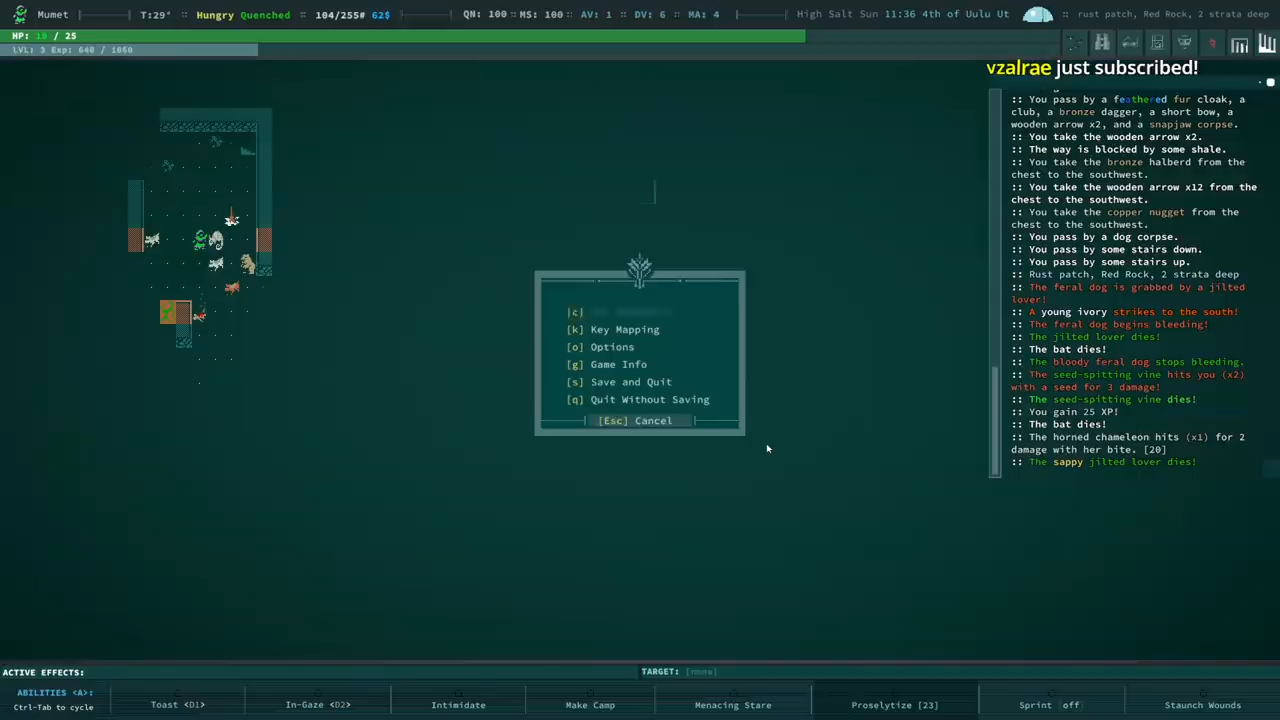 Mumet
T:29° Hungry Quenched 104/255# 62$
QN: 100 MS: 100 AV: 1 DV: 6 MA: 4
High Salt Sun 11:36 4th of Uulu Ut
rust patch, Red Rock, 2 strata deep
HP: 19 / 25
LVL: 3 Exp: 640 / 1060
vzalrae just subscribed!
:: You pass by a feathered fur cloak, a
club, a bronze dagger, a short bow, a
wooden arrow x2, and a snapjaw corpse.
:: You take the wooden arrow x2.
:: The way is blocked by some shale.
:: You take the bronze halberd from the
chest to the southwest.
:: You take the wooden arrow x12 from the
chest to the southwest.
:: You take the copper nugget from the
chest to the southwest.
:: You pass by a dog corpse.
:: You pass by some stairs down.
:: You pass by some stairs up.
:: Rust patch, Red Rock, 2 strata deep
:: The feral dog is grabbed by a jilted
lover!
:: A young ivory strikes to the south!
:: The feral dog begins bleeding!
:: The jilted lover dies!
:: The bat dies!
:: The bloody feral dog stops bleeding.
:: The seed-spitting vine hits you (x2)
with a seed for 3 damage!
:: The seed-spitting vine dies!
:: You gain 25 XP!
:: The bat dies!
:: The horned chameleon hits (x1) for 2
damage with her bite. [20]
:: The sappy jilted lover dies!
[c]
[k] Key Mapping
[o] Options
[g] Game Info
[s] Save and Quit
[q] Quit Without Saving
[Esc] Cancel
ACTIVE EFFECTS:
TARGET: [none]
ABILITIES <A>:
Ctrl-Tab to cycle
Toast <D1>
In-Gaze <D2>
Intimidate
Make Camp
Menacing Stare
Proselytize [23]
Sprint [off]
Staunch Wounds